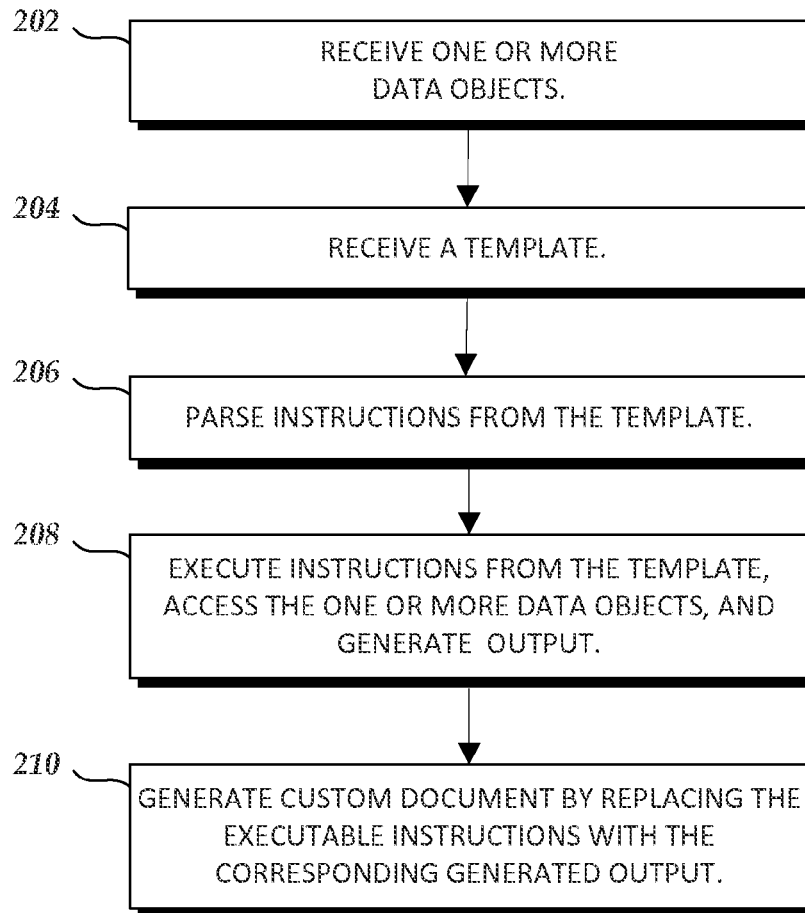 202
RECEIVE ONE OR MORE
DATA OBJECTS.
204
RECEIVE A TEMPLATE.
206
PARSE INSTRUCTIONS FROM THE TEMPLATE.
208
EXECUTE INSTRUCTIONS FROM THE TEMPLATE,
ACCESS THE ONE OR MORE DATA OBJECTS, AND
GENERATE OUTPUT.
210
GENERATE CUSTOM DOCUMENT BY REPLACING THE
EXECUTABLE INSTRUCTIONS WITH THE
CORRESPONDING GENERATED OUTPUT.